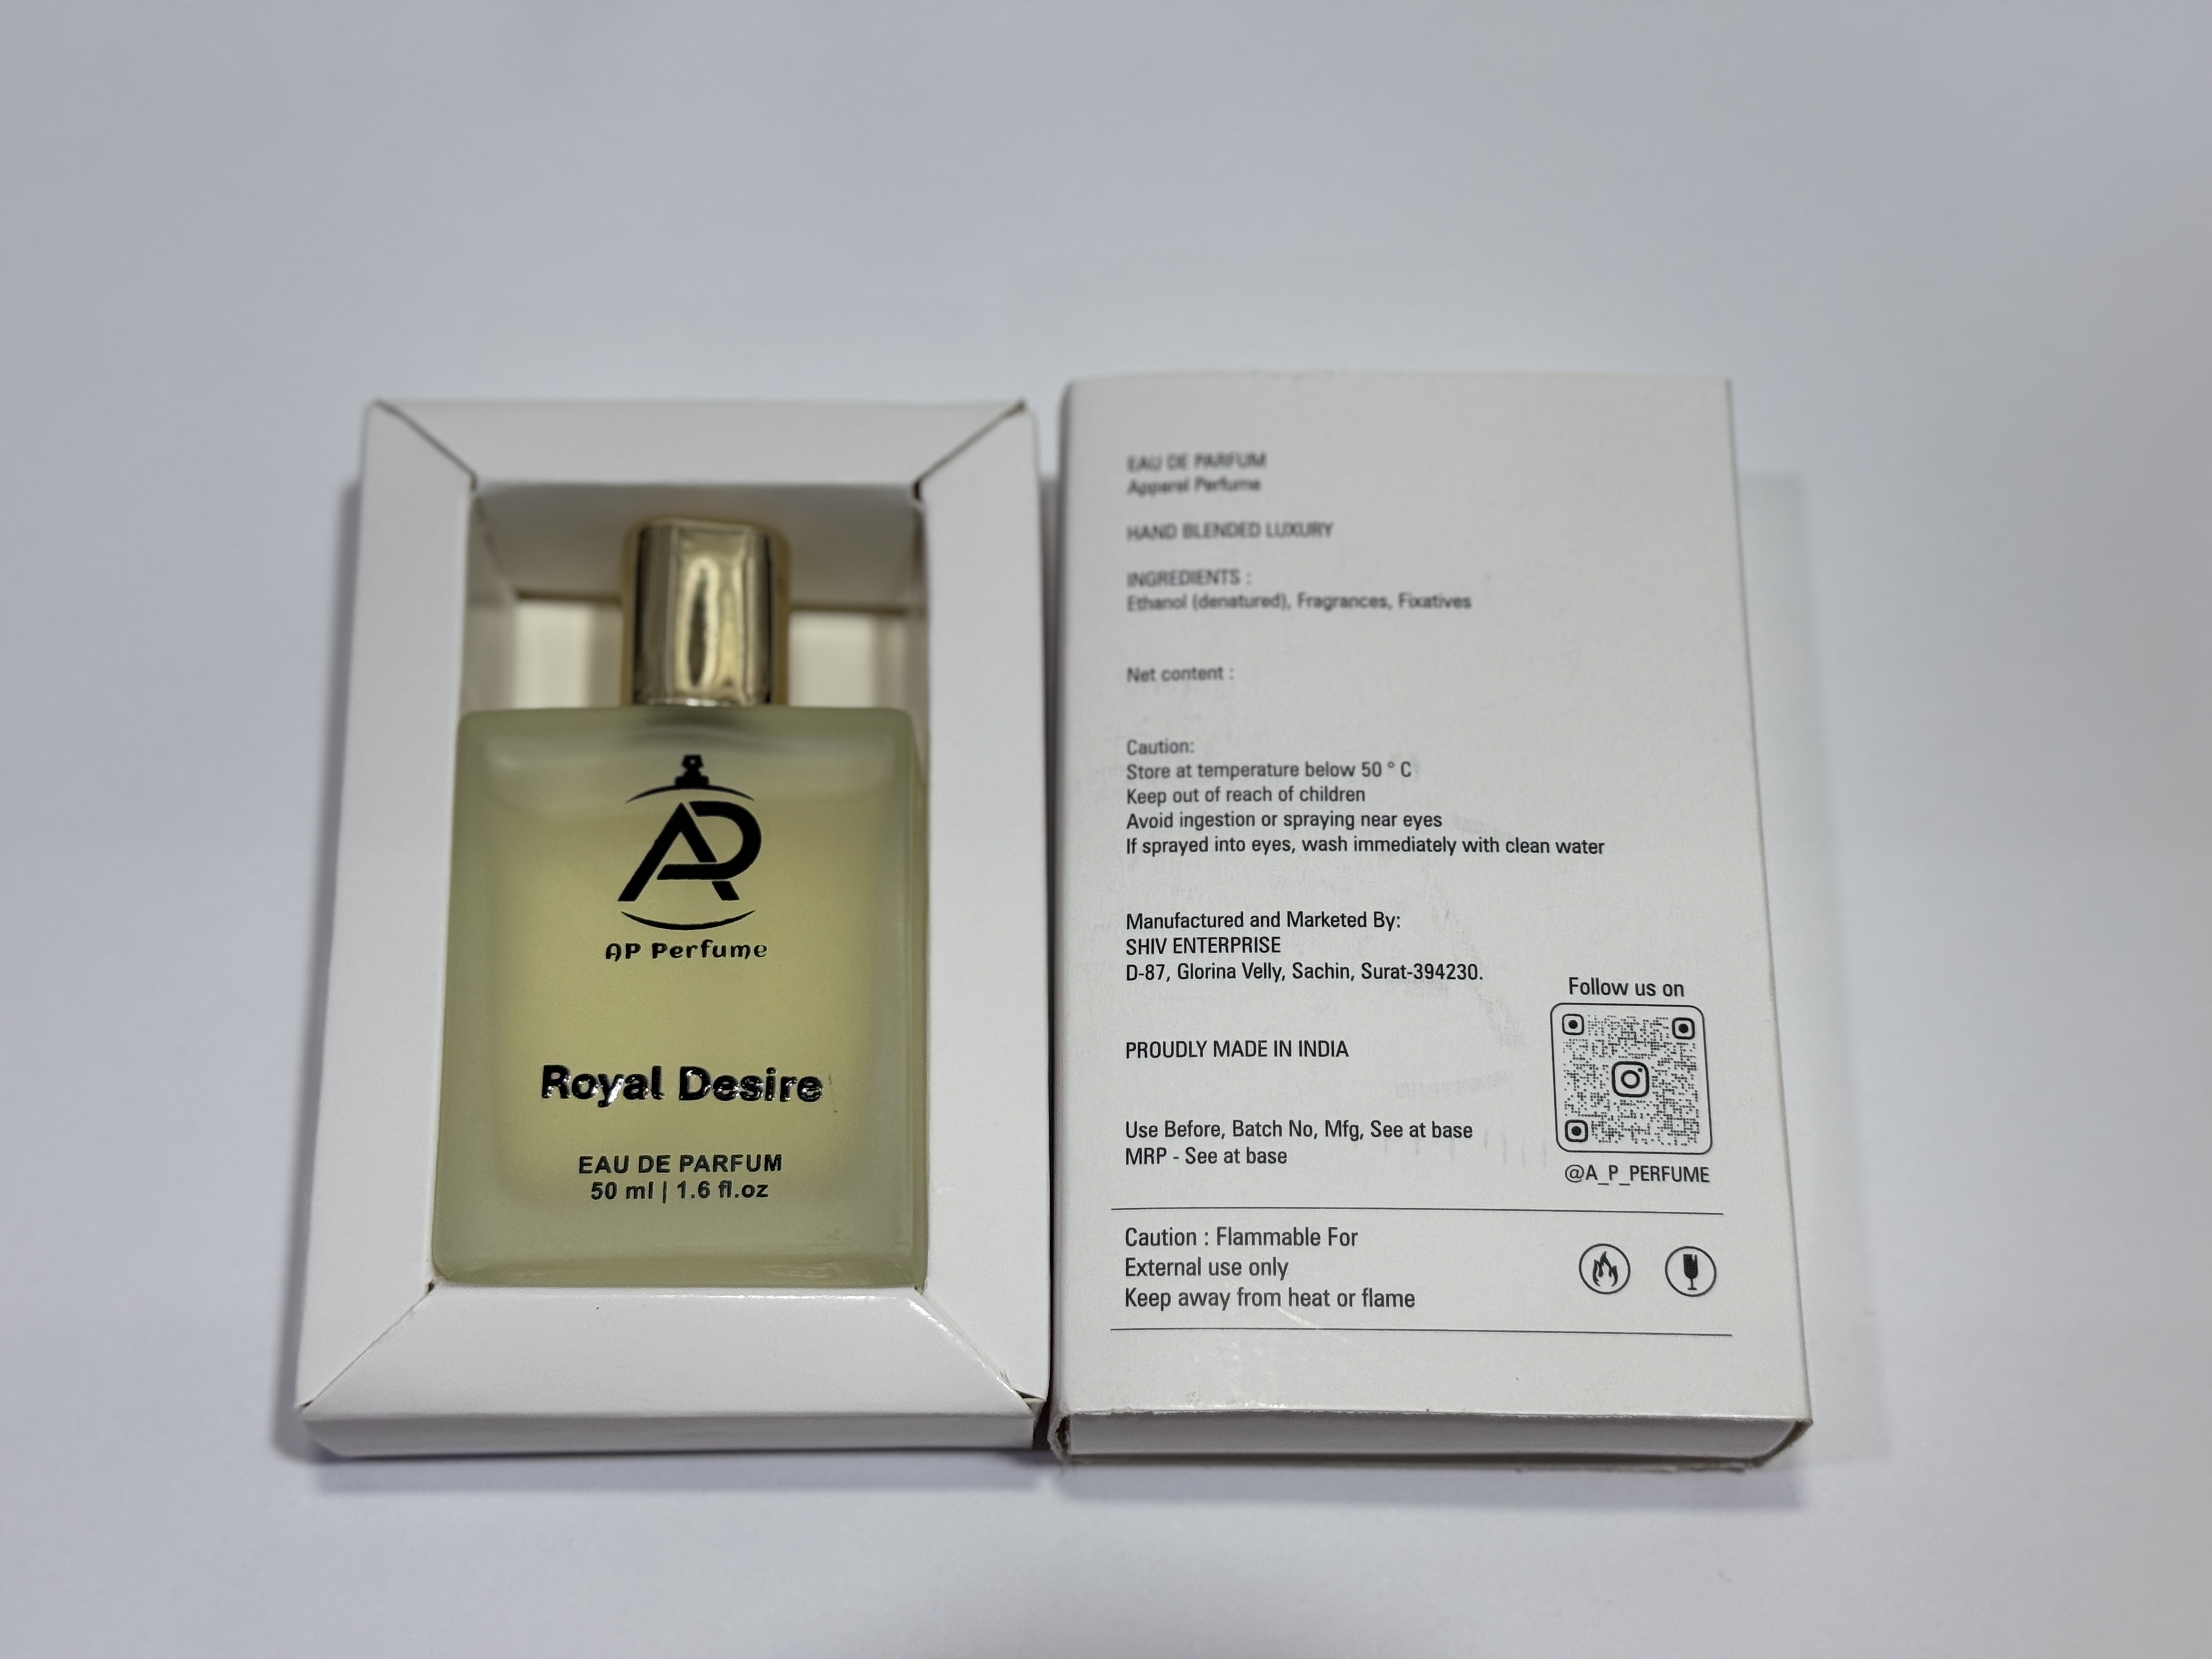 AP Perfume
Royal Desire
EAU DE PARFUM
50 ml | 1.6 fl.oz
EAU DE PARFUM
Apparel Perfume
HAND BLENDED LUXURY
INGREDIENTS :
Ethanol (denatured), Fragrances, Fixatives
Net content :
Caution:
Store at temperature below 50 ° C
Keep out of reach of children
Avoid ingestion or spraying near eyes
If sprayed into eyes, wash immediately with clean water
Manufactured and Marketed By:
SHIV ENTERPRISE
D-87, Glorina Velly, Sachin, Surat-394230.
PROUDLY MADE IN INDIA
Use Before, Batch No, Mfg, See at base
MRP - See at base
Follow us on
@A_P_PERFUME
Caution : Flammable For
External use only
Keep away from heat or flame